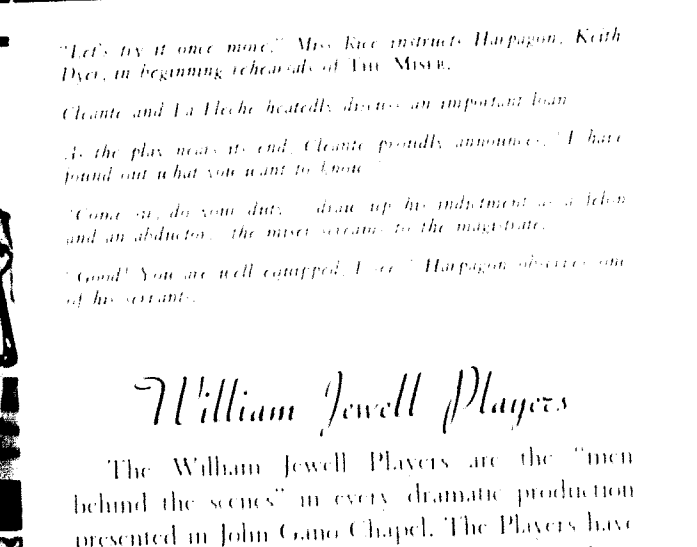 "Let's try it once more," Miss Rice instructs Harpagon, Keith
Dyer, in beginning rehearsals of THE MISER.
Cleante and La Fleche heatedly discuss an important loan.
As the play nears its end, Cleante proudly announces, "I have
found out what you want to know."
"Come sir, do your duty draw up his indictment as a felon
and an abductor," the miser screams to the magistrate.
"Good! You are well equipped, I see." Harpagon observes one
of his servants.
William Jewell Players
The William Jewell Players are the "men
behind the scenes" in every dramatic production
presented in John Gano Chapel. The Players have